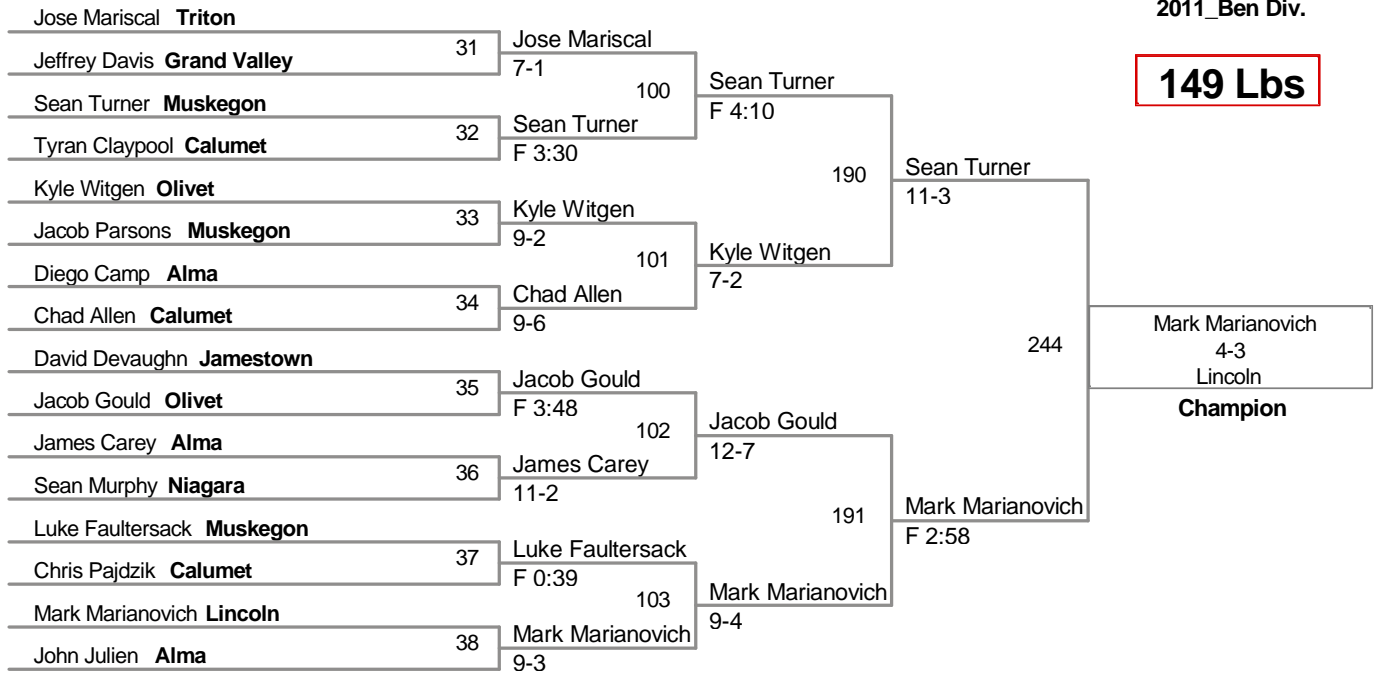 2011_Ben Div.
149 Lbs
Jose Mariscal Triton
Jeffrey Davis Grand Valley
Sean Turner Muskegon
Tyran Claypool Calumet
Kyle Witgen Olivet
Jacob Parsons Muskegon
Diego Camp Alma
Chad Allen Calumet
David Devaughn Jamestown
Jacob Gould Olivet
James Carey Alma
Sean Murphy Niagara
Luke Faultersack Muskegon
Chris Pajdzik Calumet
Mark Marianovich Lincoln
John Julien Alma
31
32
33
34
35
36
37
38
Jose Mariscal
7-1
Sean Turner
F 3:30
Kyle Witgen
9-2
Chad Allen
9-6
Jacob Gould
F 3:48
James Carey
11-2
Luke Faultersack
F 0:39
Mark Marianovich
9-3
100
101
102
103
Sean Turner
F 4:10
Kyle Witgen
7-2
Jacob Gould
12-7
Mark Marianovich
9-4
190
191
Sean Turner
11-3
Mark Marianovich
F 2:58
244
Mark Marianovich
4-3
Lincoln
Champion